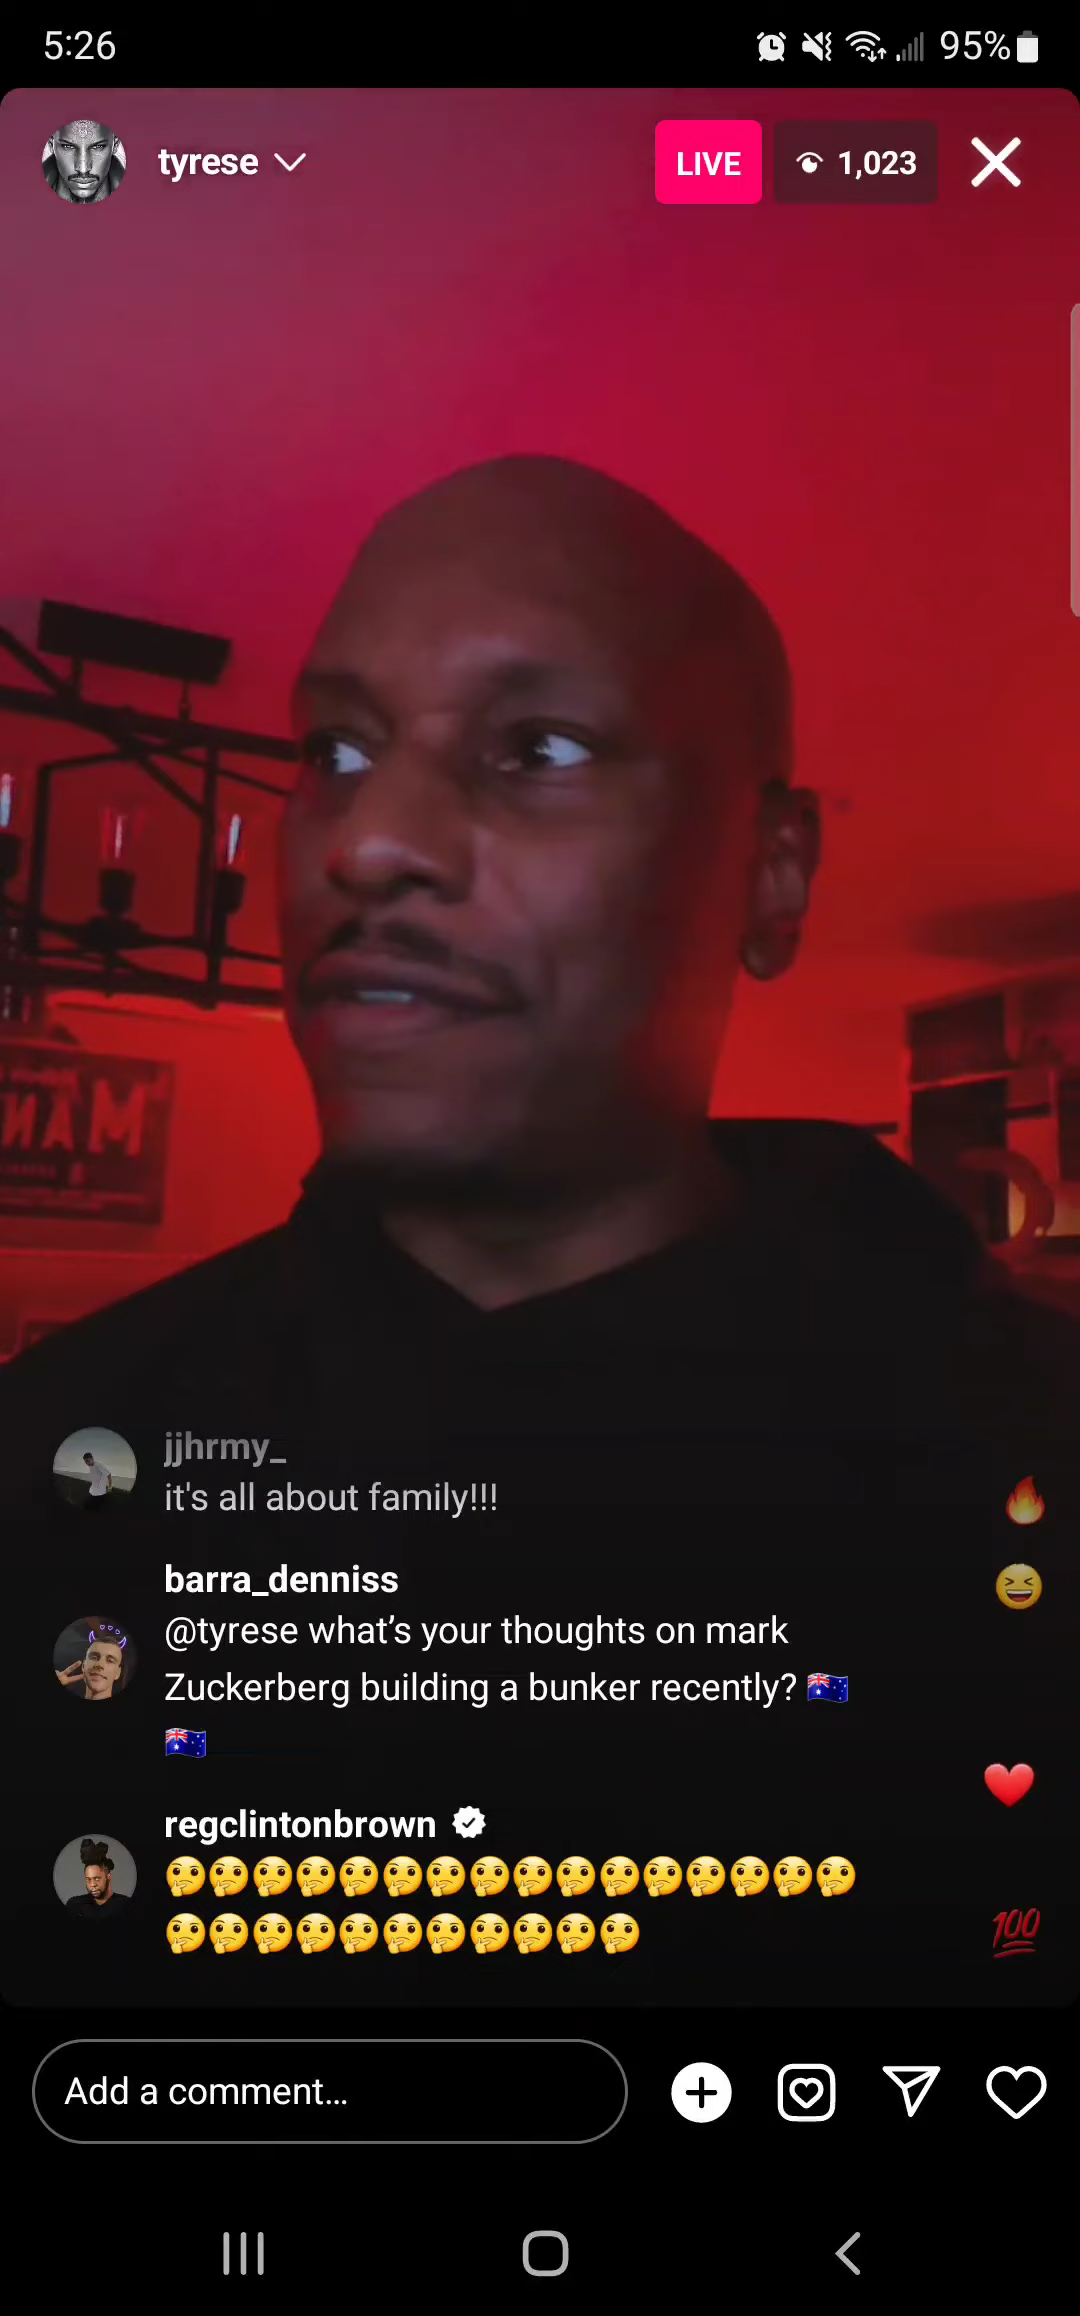 5:26
95%
tyrese
LIVE
1,023
MAN
jjhrmy_
it's all about family!!!
barra_denniss
@tyrese what’s your thoughts on mark
Zuckerberg building a bunker recently? 🇦🇺
🇦🇺
regclintonbrown
🤔🤔🤔🤔🤔🤔🤔🤔🤔🤔🤔🤔🤔🤔🤔🤔
🤔🤔🤔🤔🤔🤔🤔🤔🤔🤔🤔
💯
Add a comment...